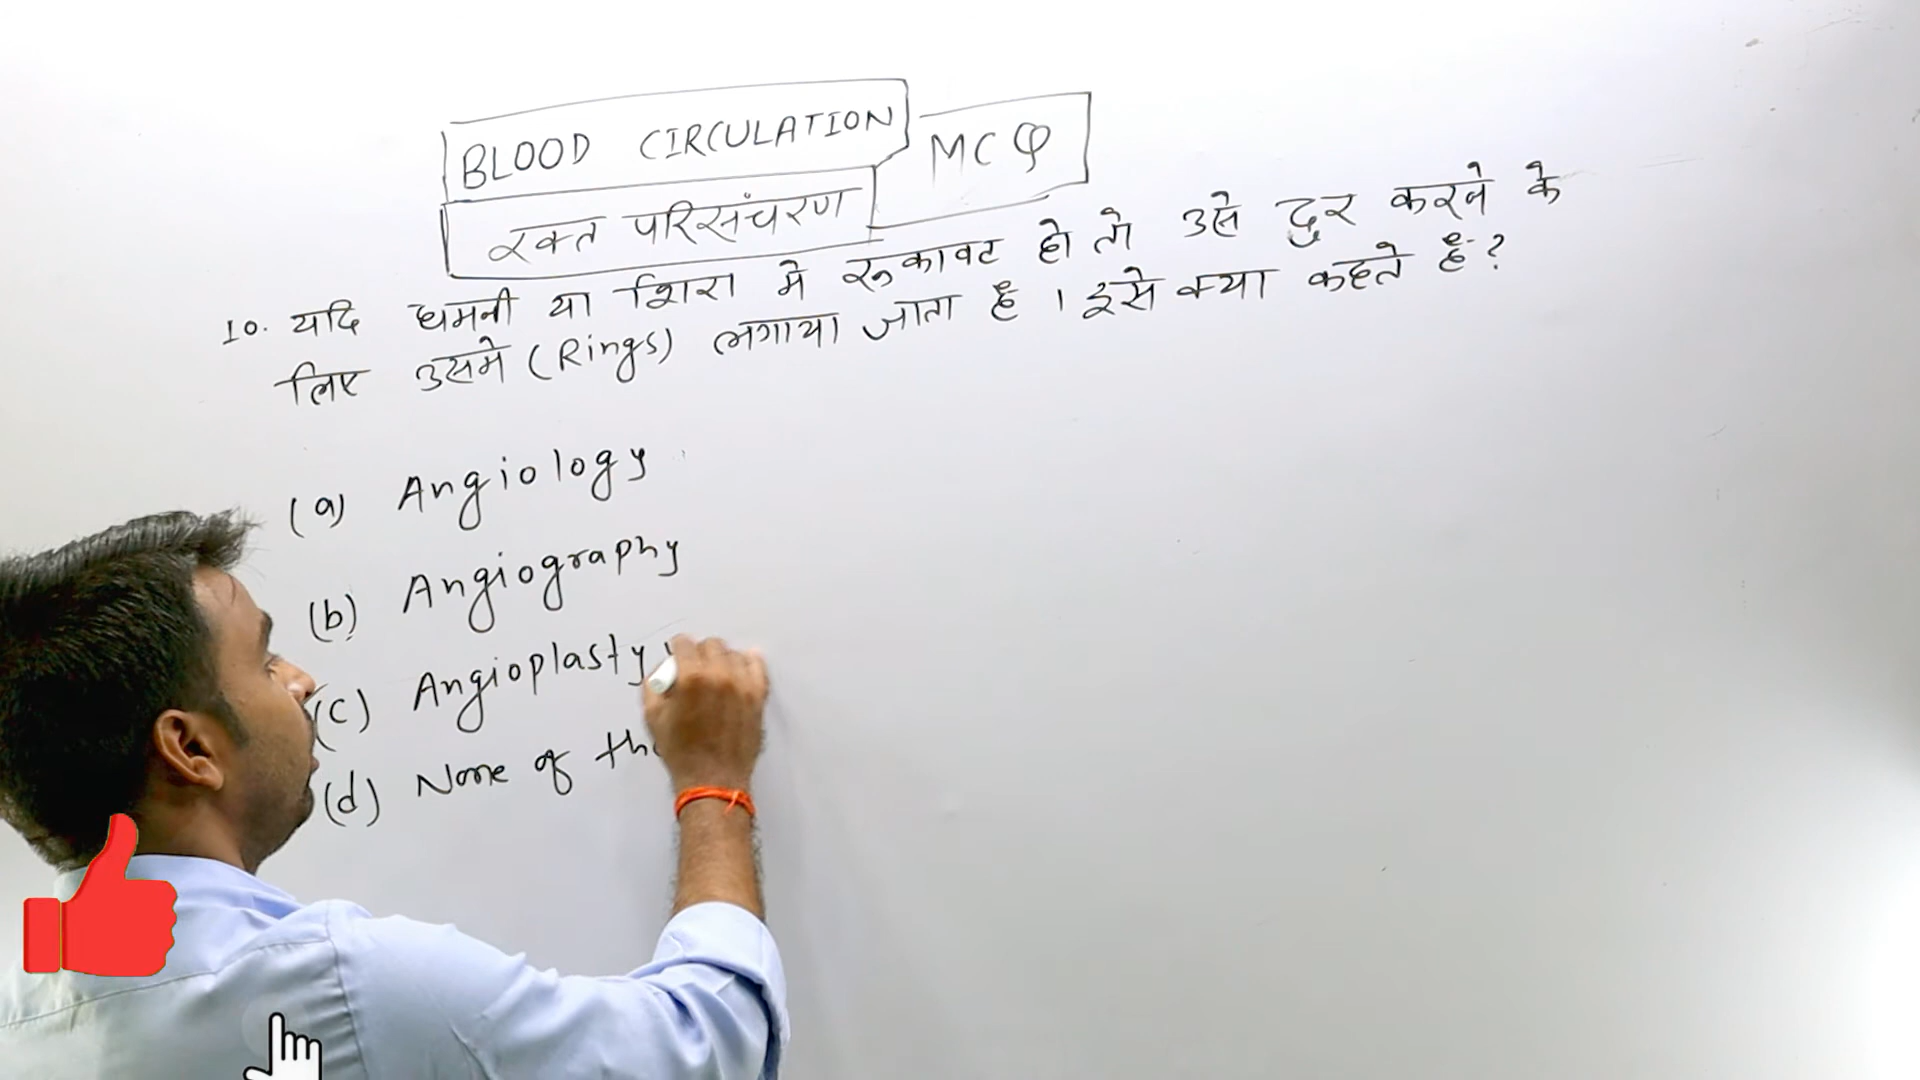 BLOOD CIRCULATION
MCQ
रक्त परिसंचरण
10. यदि धमनी या शिरा मे रूकावट हो तो उसे दुर करने के
लिए उसमे (Rings) लगाया जाता है । इसे क्या कहते है?
(a) Angiology
(b) Angiography
(c) Angioplasty
(d) None of the